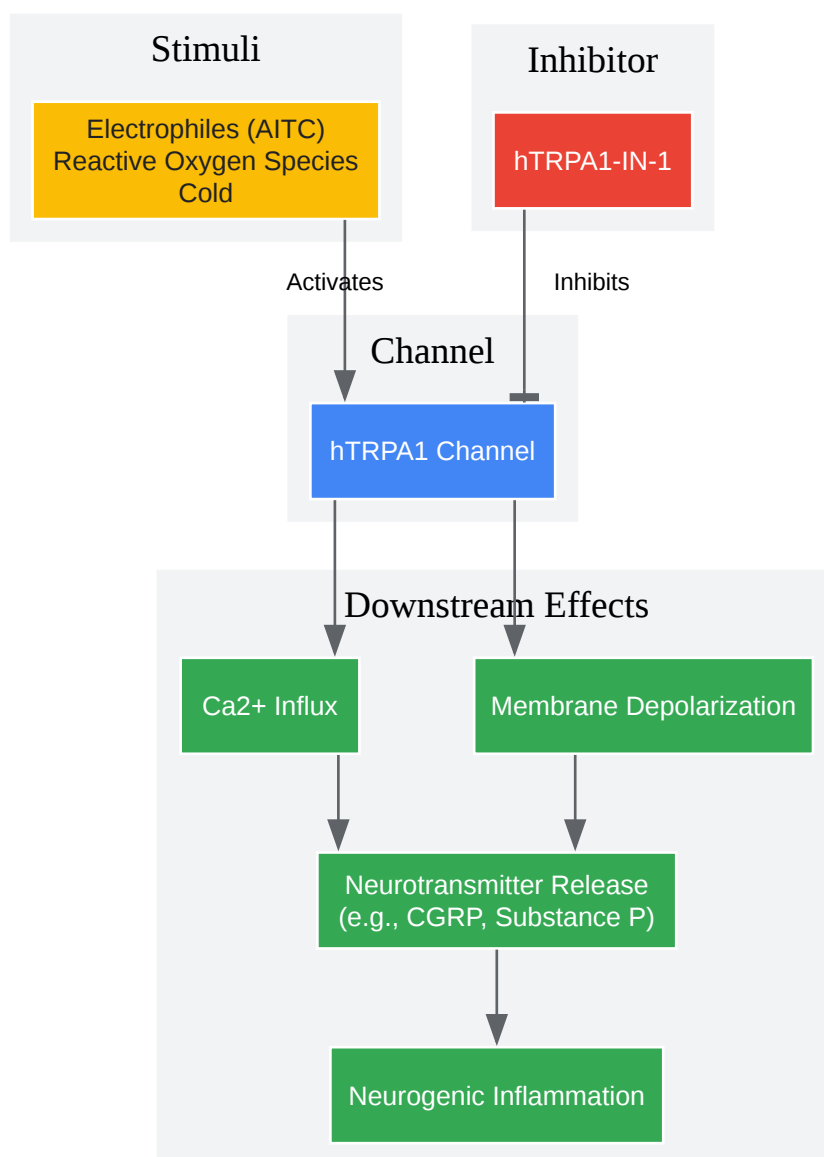 Stimuli
Inhibitor
Electrophiles (AITC)
Reactive Oxygen Species
Cold
hTRPA1-IN-1
Activates
Inhibits
Channel
hTRPA1 Channel
Downstream Effects
Ca2+ Influx
Membrane Depolarization
Neurotransmitter Release
(e.g., CGRP, Substance P)
Neurogenic Inflammation